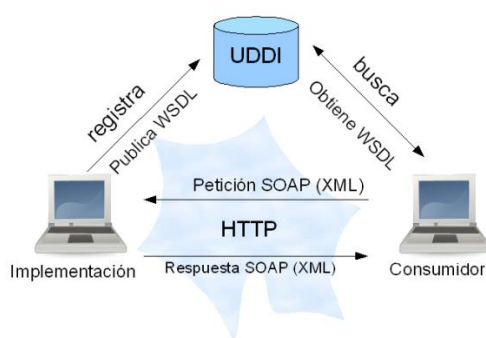 UDDI
registra
Publica WSDL
busca
Obtiene WSDL
Petición SOAP (XML)
HTTP
Respuesta SOAP (XML)
Implementación
Consumidor